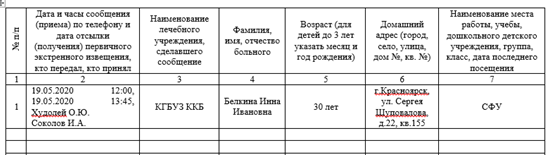 № п/п
Дата и часы сообщения
(приема) по телефону и
дата отсылки
(получения) первичного
экстренного извещения,
кто передал, кто принял
Наименование
лечебного
учреждения,
сделавшего
сообщение
Фамилия,
имя, отчество
больного
Возраст (для
детей до 3 лет
указать месяц и
год рождения)
Домашний
адрес (город,
село, улица,
дом №, кв. №)
Наименование места
работы, учебы,
дошкольного детского
учреждения, группа,
класс, дата последнего
посещения
1 2 3 4 5 6 7
1
19.05.2020 12:00,
19.05.2020 13:45,
Худолей О.Ю.
Соколов И.А.
КГБУЗ ККБ
Белкина Инна
Ивановна
30 лет
г.Красноярск,
ул. Сергея
Шуповалова,
д.22, кв.155
СФУ